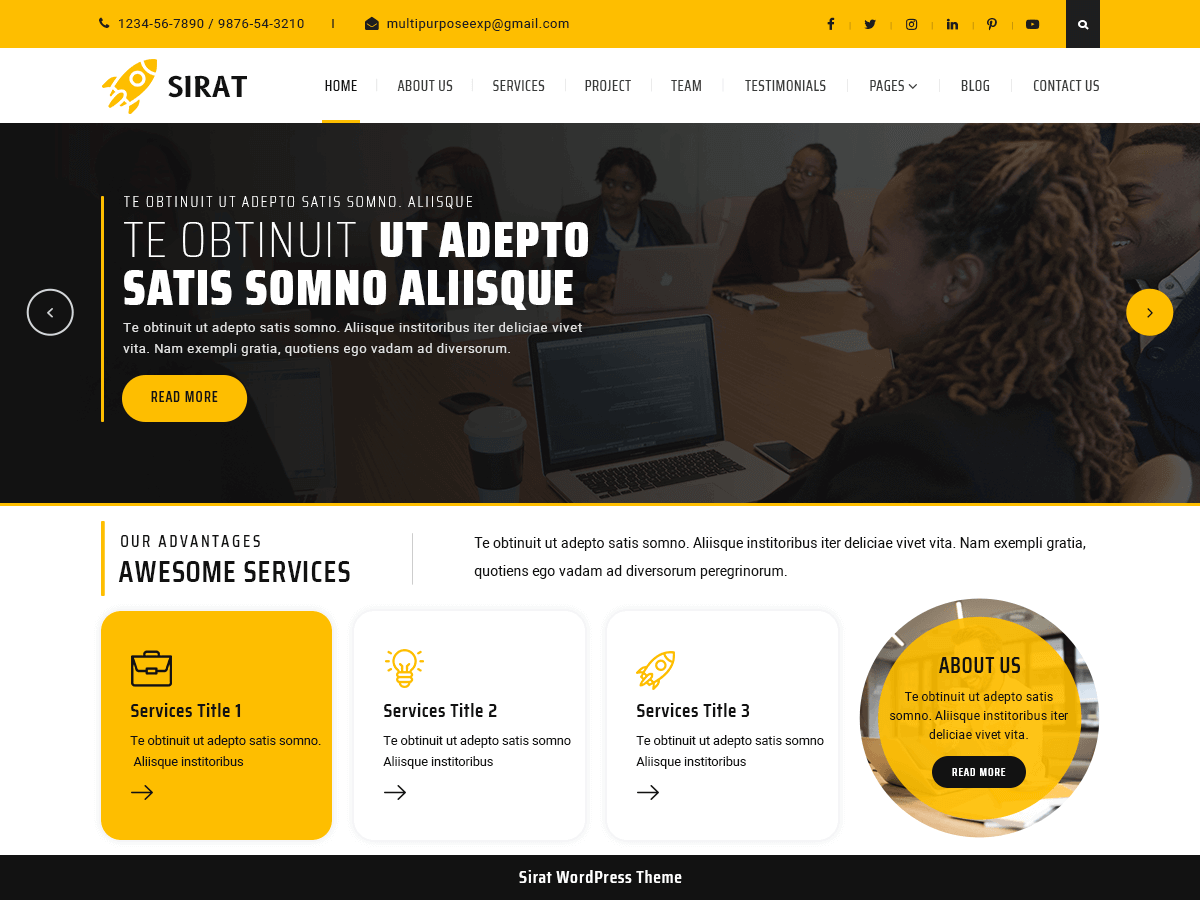 1234-56-7890 / 9876-54-3210 I multipurposeexp@gmail.com
SIRAT HOME ABOUT US SERVICES PROJECT TEAM TESTIMONIALS PAGES BLOG CONTACT US
TE OBTINUIT UT ADEPTO SATIS SOMNO. ALIISQUE
TE OBTINUIT UT ADEPTO
SATIS SOMNO ALIISQUE
Te obtinuit ut adepto satis somno. Aliisque institoribus iter deliciae vivet
vita. Nam exempli gratia, quotiens ego vadam ad diversorum.
READ MORE
OUR ADVANTAGES
AWESOME SERVICES
Te obtinuit ut adepto satis somno. Aliisque institoribus iter deliciae vivet vita. Nam exempli gratia,
quotiens ego vadam ad diversorum peregrinorum.
Services Title 1
Te obtinuit ut adepto satis somno.
Aliisque institoribus
Services Title 2
Te obtinuit ut adepto satis somno
Aliisque institoribus
Services Title 3
Te obtinuit ut adepto satis somno
Aliisque institoribus
ABOUT US
Te obtinuit ut adepto satis
somno. Aliisque institoribus iter
deliciae vivet vita.
READ MORE
Sirat WordPress Theme